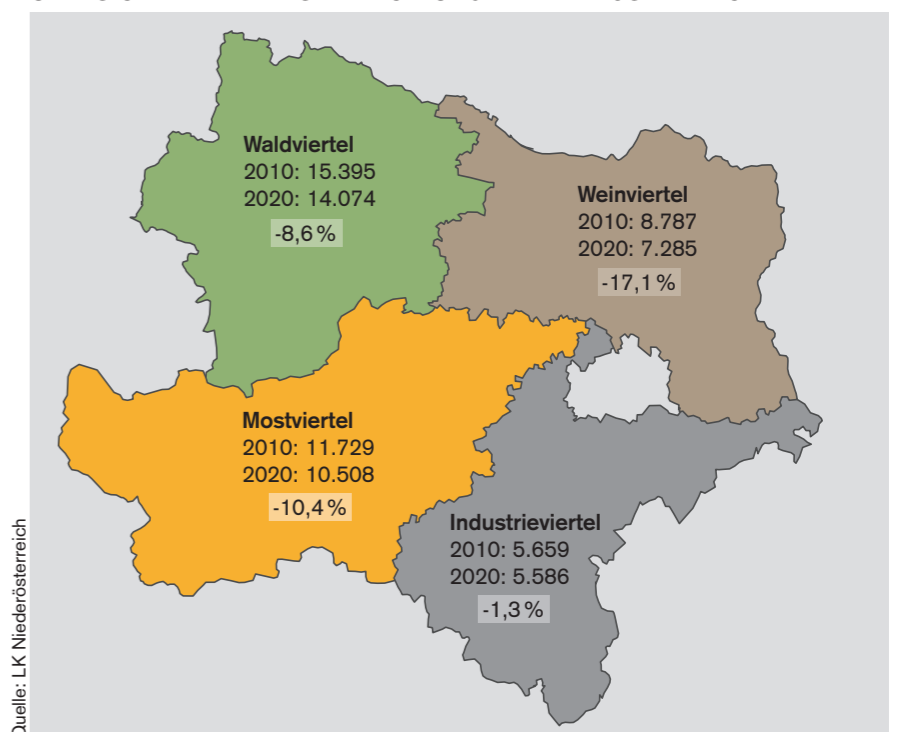 Waldviertel
2010: 15.395
2020: 14.074
-8,6 %
Weinviertel
2010: 8.787
2020: 7.285
-17,1 %
Mostviertel
2010: 11.729
2020: 10.508
-10,4 %
Industrieviertel
2010: 5.659
2020: 5.586
-1,3 %
Quelle: LK Niederösterreich